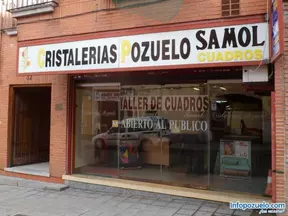 CRISTALERIAS POZUELO SAMOL
CUADROS
TALLER DE CUADROS
ABIERTO AL PUBLICO
Infopozuelo.com